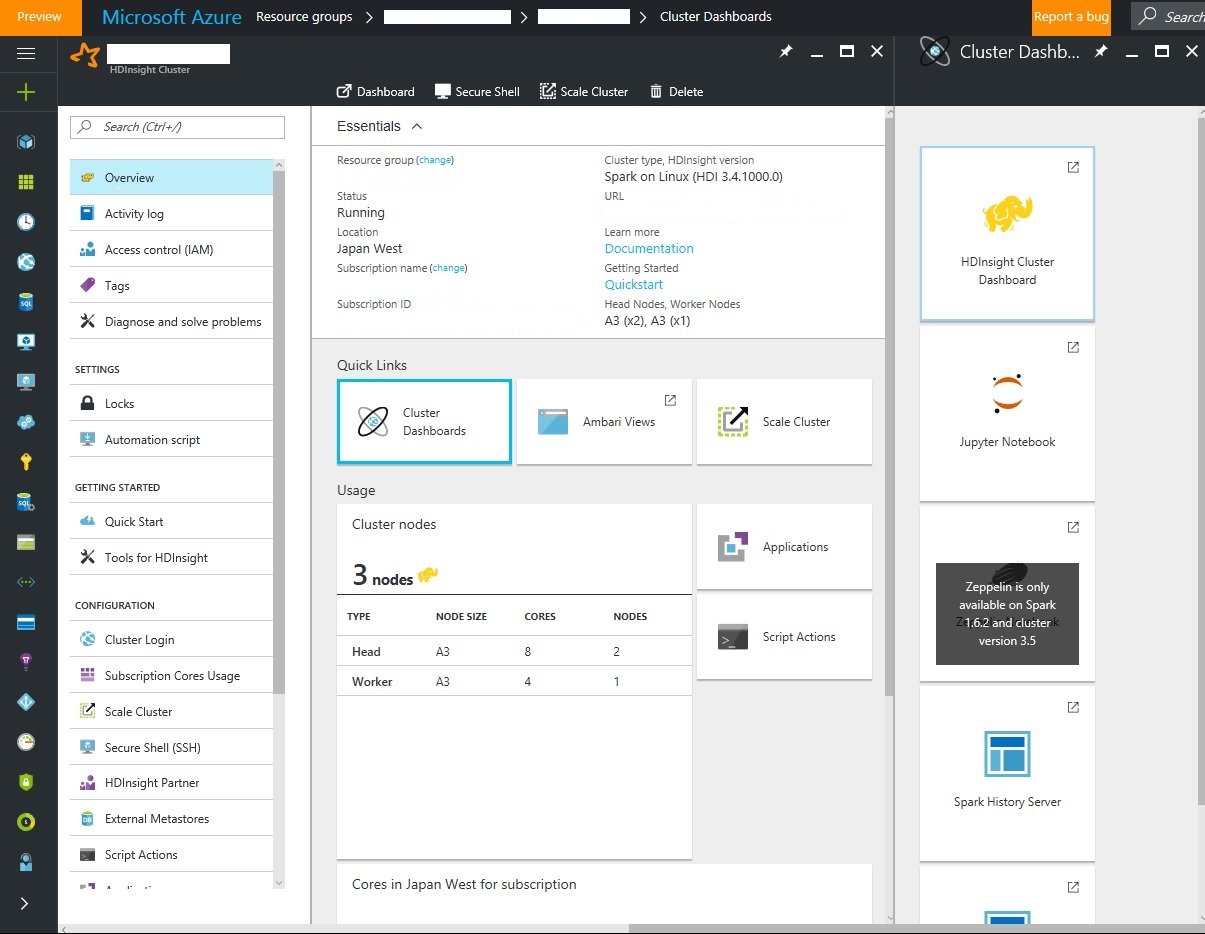 Preview
Microsoft Azure
Resource groups
Cluster Dashboards
Report a bug
Search
HDInsight Cluster
Cluster Dashb...
Dashboard
Secure Shell
Scale Cluster
Delete
Search (Ctrl+/)
Overview
Activity log
Access control (IAM)
Tags
Diagnose and solve problems
SETTINGS
Locks
Automation script
GETTING STARTED
Quick Start
Tools for HDInsight
CONFIGURATION
Cluster Login
Subscription Cores Usage
Scale Cluster
Secure Shell (SSH)
HDInsight Partner
External Metastores
Script Actions
Essentials
Resource group (change)
Status
Running
Location
Japan West
Subscription name (change)
Subscription ID
Cluster type, HDInsight version
Spark on Linux (HDI 3.4.1000.0)
URL
Learn more
Documentation
Getting Started
Quickstart
Head Nodes, Worker Nodes
A3 (x2), A3 (x1)
Quick Links
Cluster
Dashboards
Ambari Views
Scale Cluster
Usage
Cluster nodes
3 nodes
TYPE NODE SIZE CORES NODES
Head A3 8 2
Worker A3 4 1
Applications
Script Actions
Cores in Japan West for subscription
HDInsight Cluster
Dashboard
Jupyter Notebook
Zeppelin is only
available on Spark
1.6.2 and cluster
version 3.5
Spark History Server